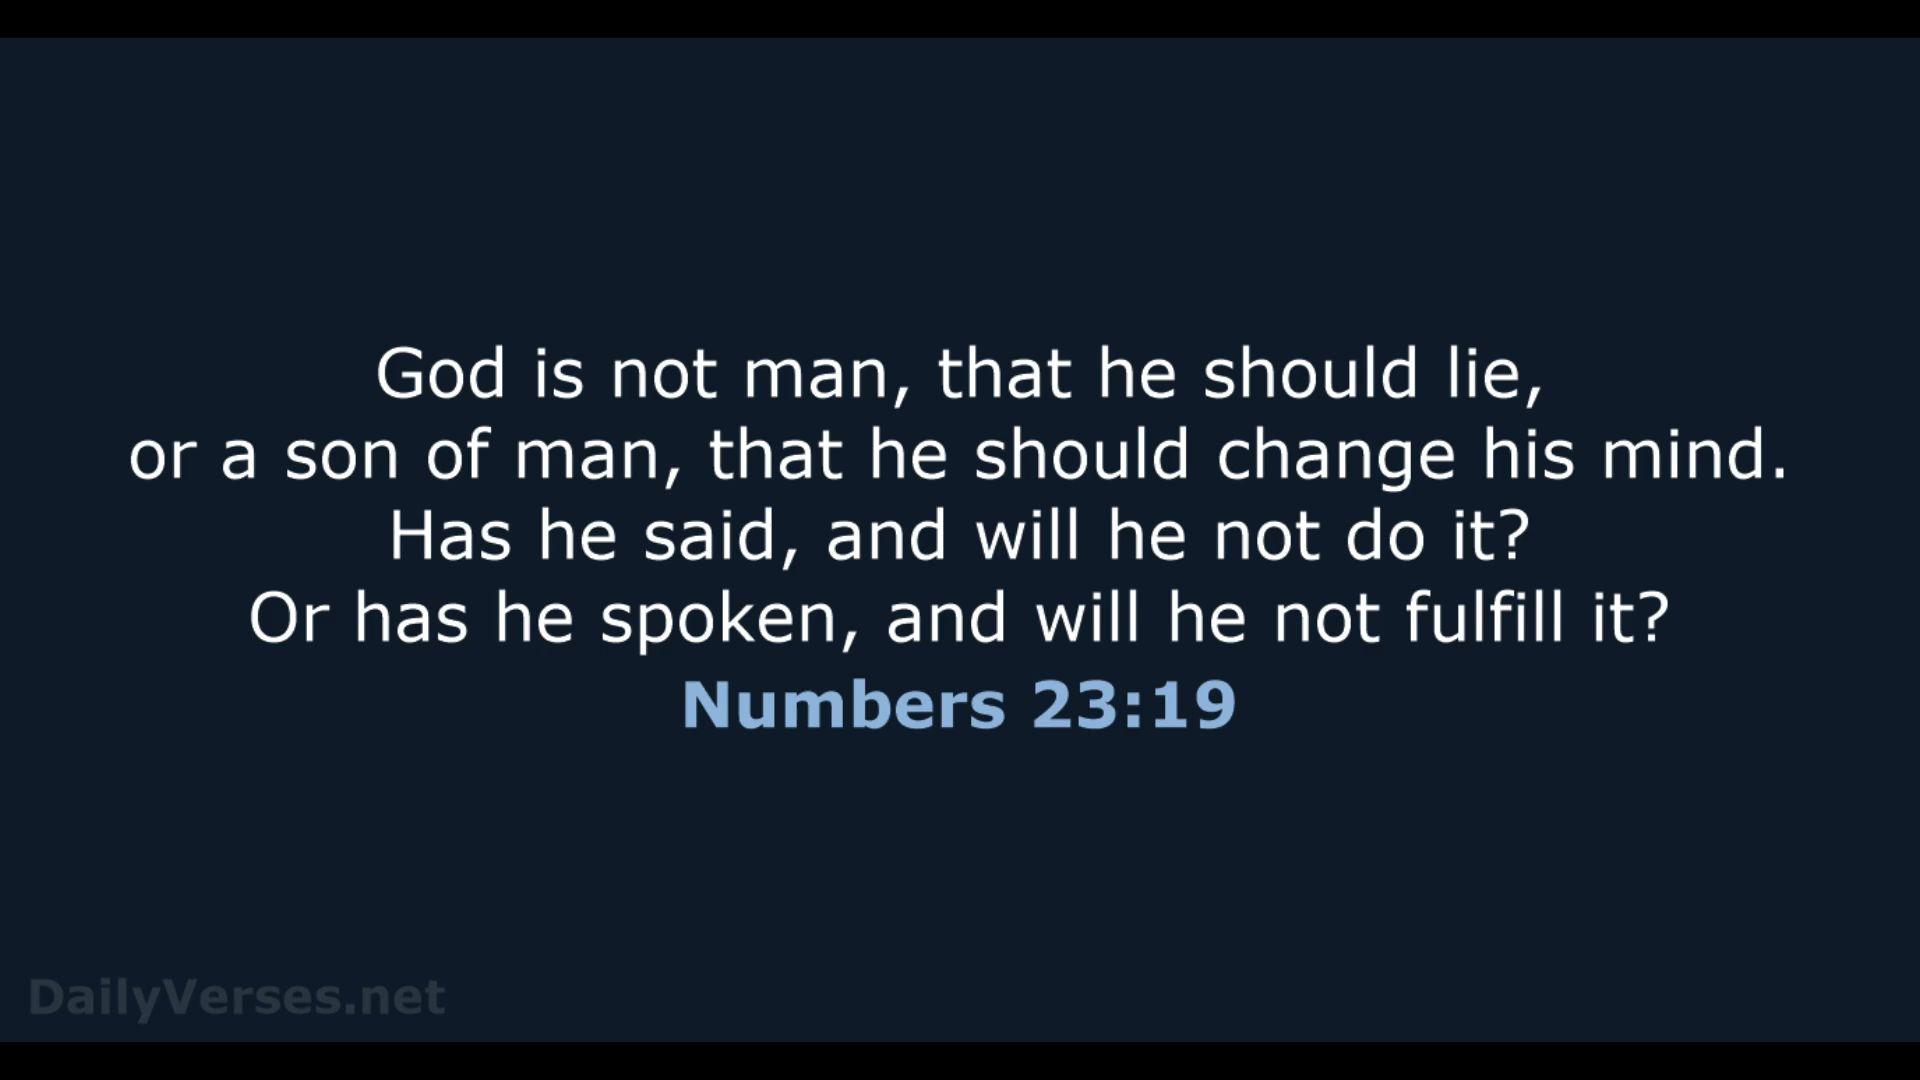 God is not man, that he should lie,
or a son of man, that he should change his mind.
Has he said, and will he not do it?
Or has he spoken, and will he not fulfill it?
Numbers 23:19
DailyVerses.net